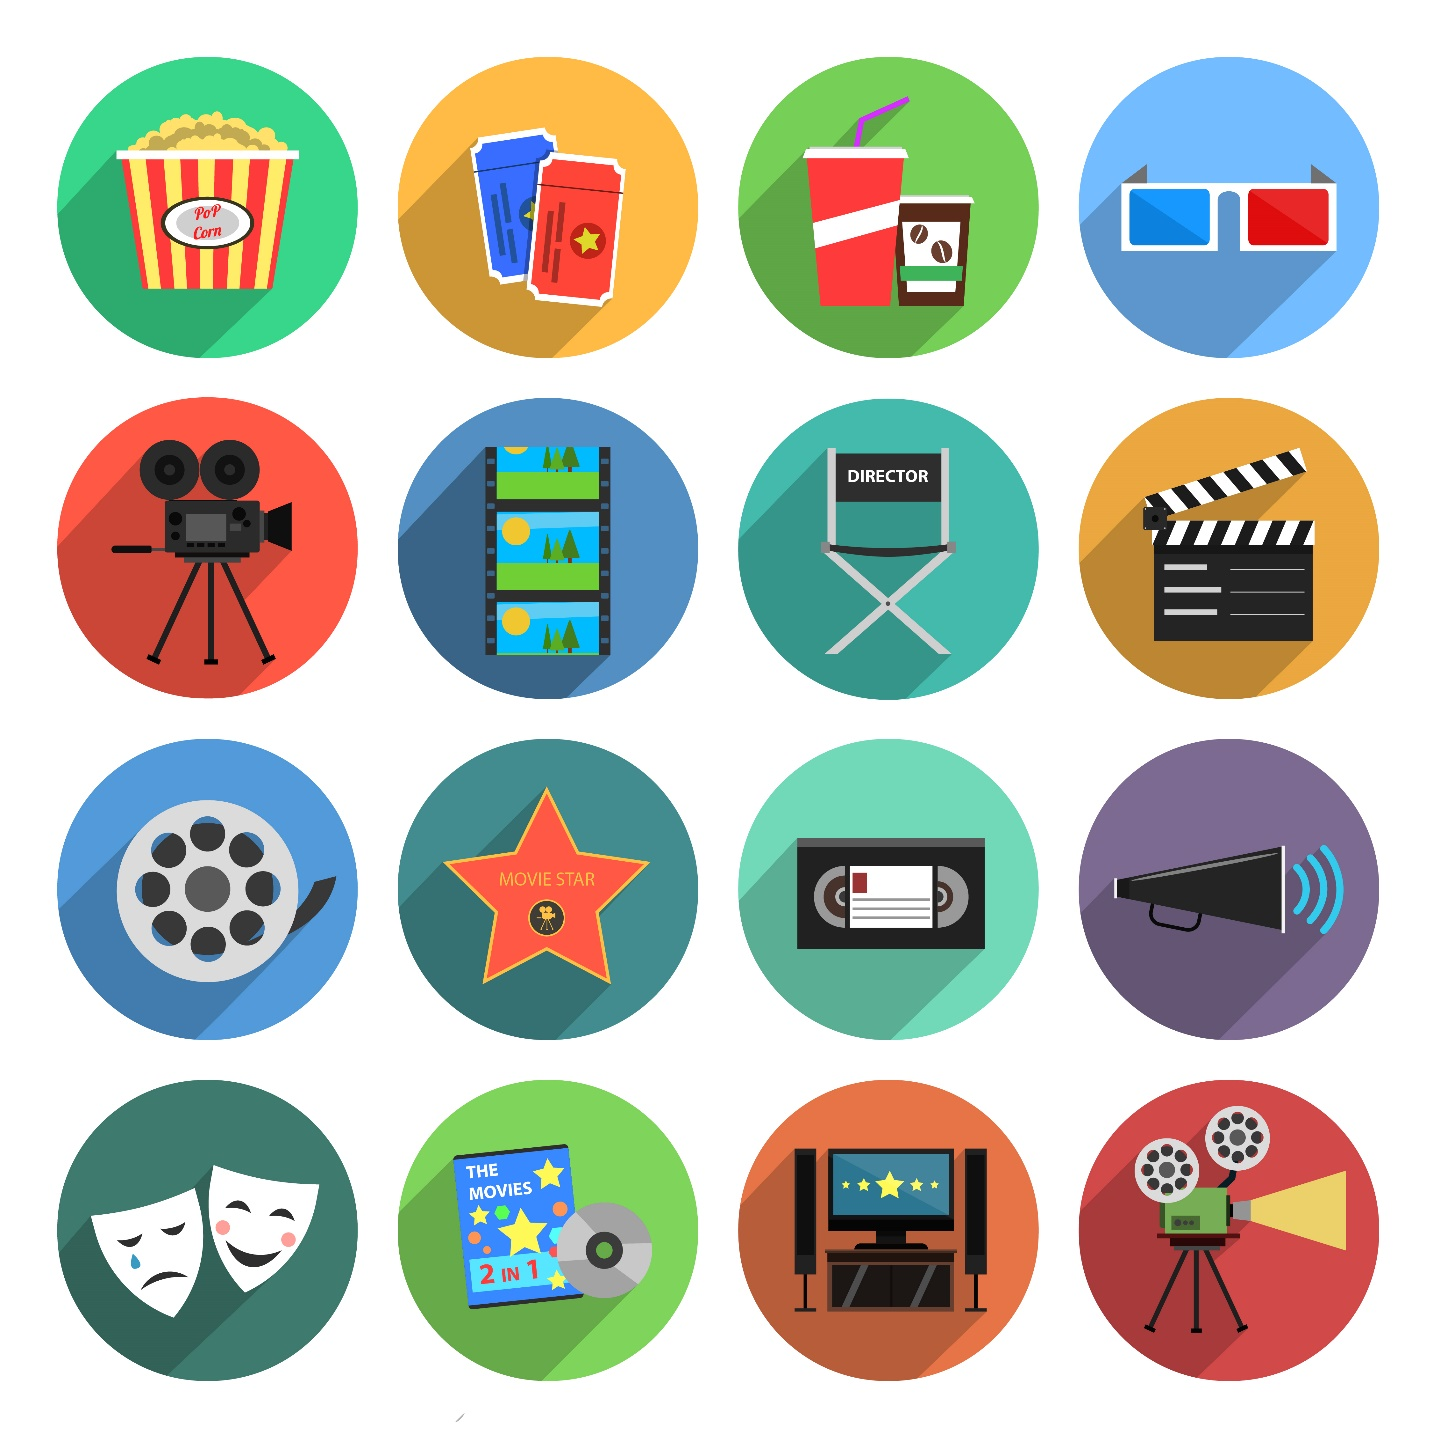 PoP
Corn
DIRECTOR
MOVIE STAR
THE
MOVIES
2 IN 1